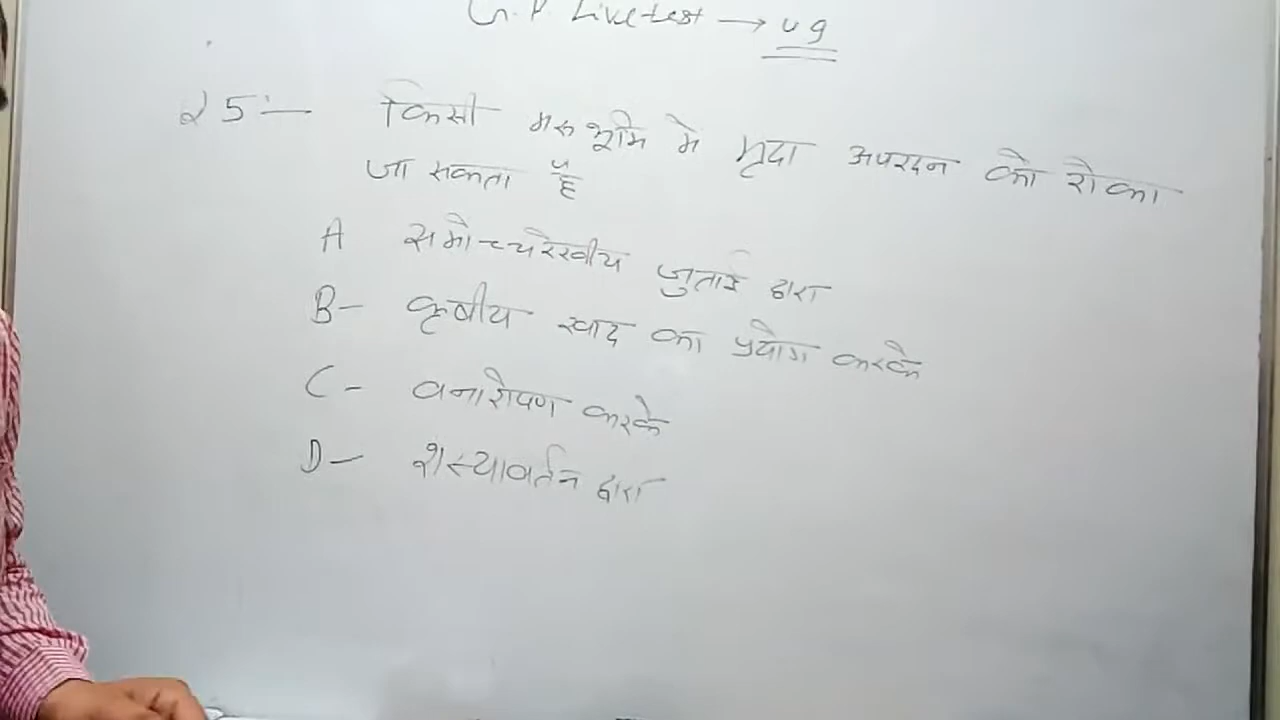 G.P. Live test → 49
25:- किसी मरुभूमि मे मृदा अपरदन को रोका
जा सकता है
A समोच्चरेखीय जुताई द्वारा
B- कृषीय खाद का प्रयोग करके
C- वनारोपण करके
D- शस्यावर्तन द्वारा